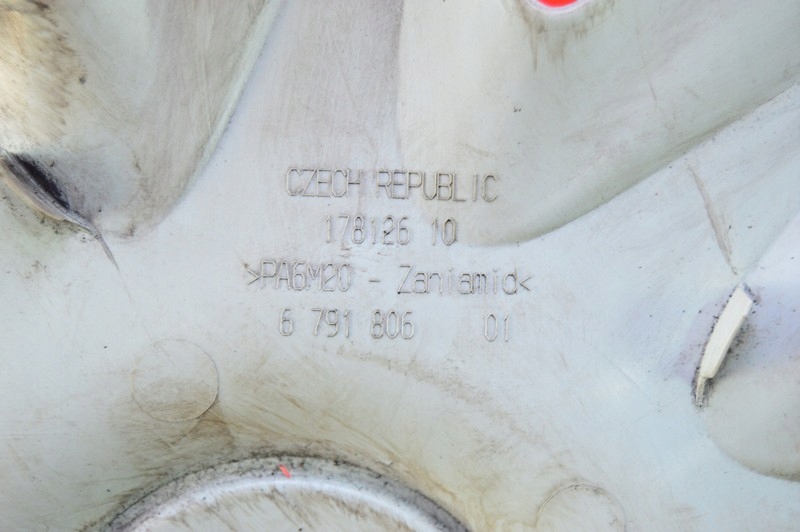 CZECH REPUBLIC
178126 10
>PA6M20 - Zaniamid<
6 791 806 01